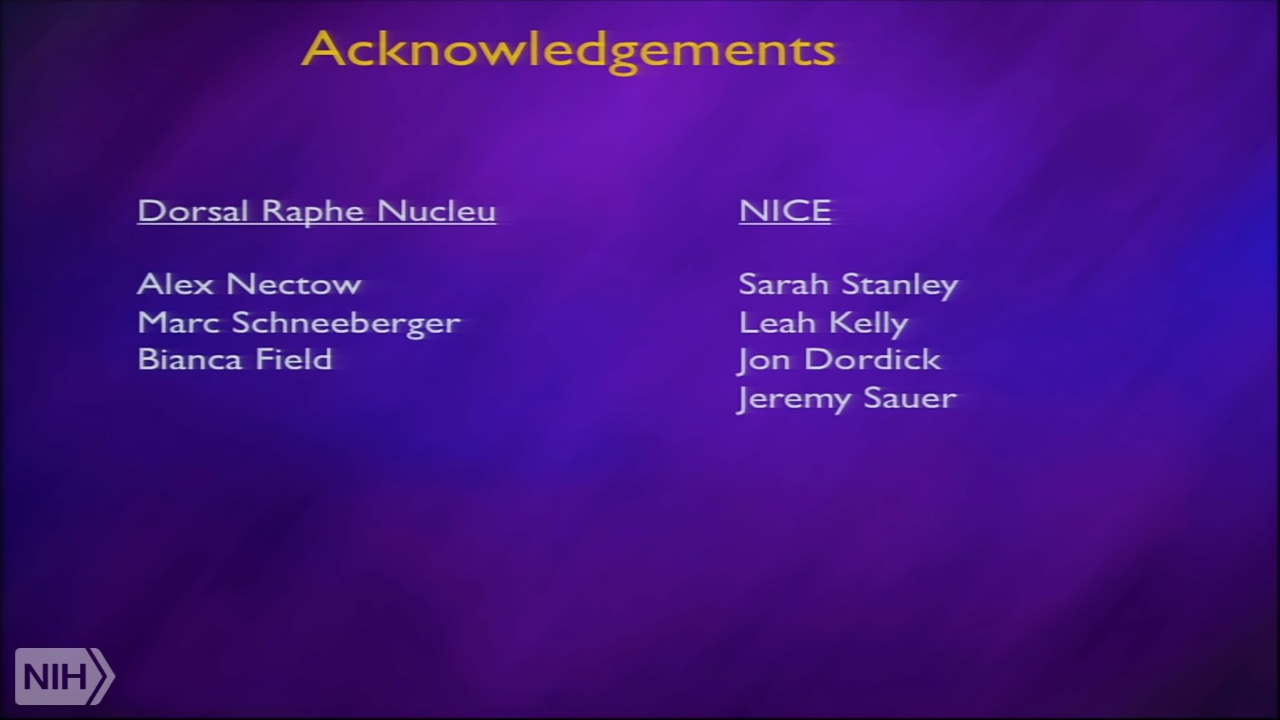 Acknowledgements
Dorsal Raphe Nucleu
Alex Nectow
Marc Schneeberger
Bianca Field
NICE
Sarah Stanley
Leah Kelly
Jon Dordick
Jeremy Sauer
NIH